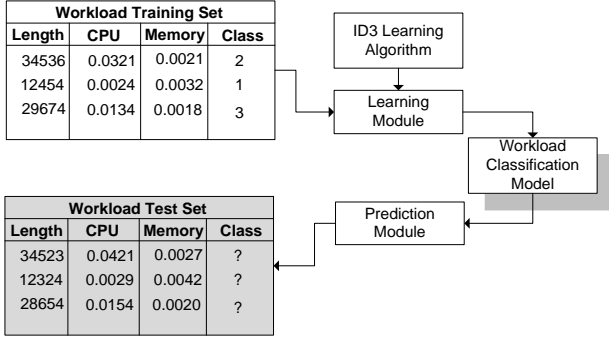 Workload Training Set
Length CPU Memory Class
34536 0.0321 0.0021 2
12454 0.0024 0.0032 1
29674 0.0134 0.0018 3
ID3 Learning
Algorithm
Learning
Module
Workload
Classification
Model
Prediction
Module
Workload Test Set
Length CPU Memory Class
34523 0.0421 0.0027 ?
12324 0.0029 0.0042 ?
28654 0.0154 0.0020 ?